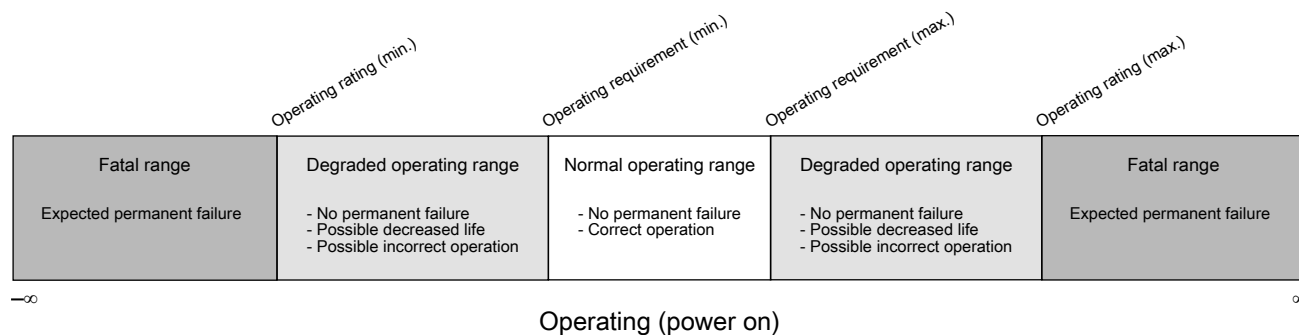 Operating rating (min.)
Operating requirement (min.)
Operating requirement (max.)
Operating rating (max.)
Fatal range
Expected permanent failure
Degraded operating range
- No permanent failure
- Possible decreased life
- Possible incorrect operation
Normal operating range
- No permanent failure
- Correct operation
Degraded operating range
- No permanent failure
- Possible decreased life
- Possible incorrect operation
Fatal range
Expected permanent failure
–∞
∞
Operating (power on)